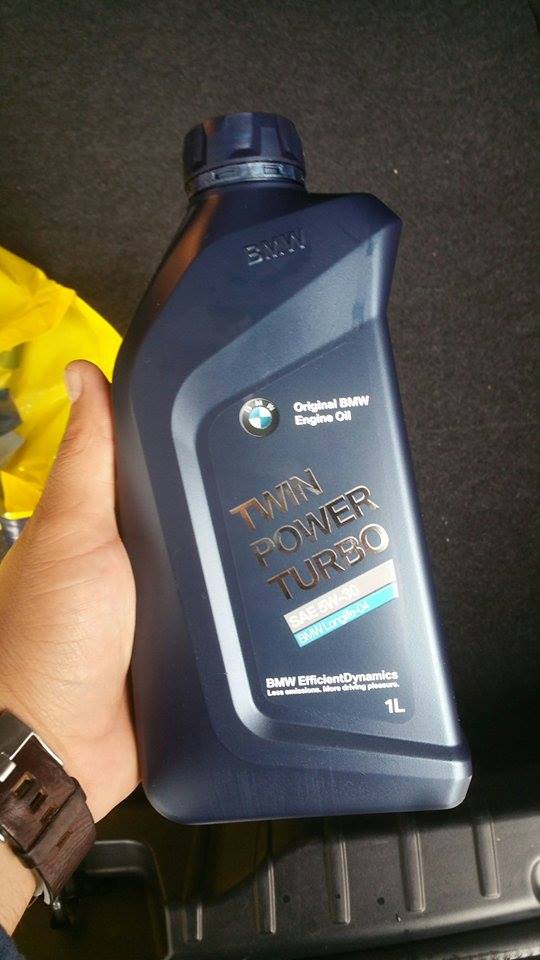 BMW
BMW
Original BMW
Engine Oil
TWIN
POWER
TURBO
SAE 5W-30
BMW Longlife-04
BMW EfficientDynamics
Less emissions. More driving pleasure.
1L